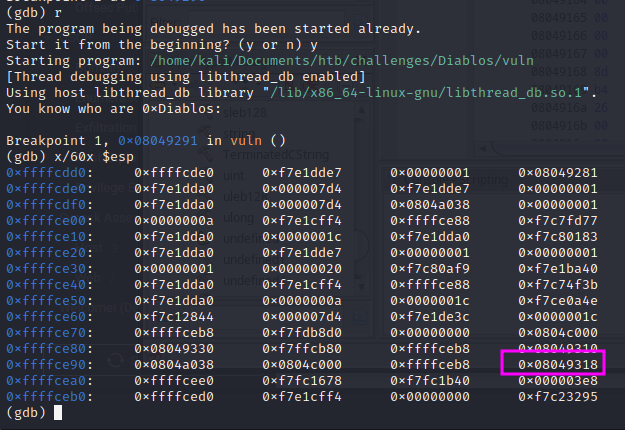 (gdb) r
The program being debugged has been started already.
Start it from the beginning? (y or n) y
Starting program: /home/kali/Documents/htb/challenges/Diablos/vuln
[Thread debugging using libthread_db enabled]
Using host libthread_db library "/lib/x86_64-linux-gnu/libthread_db.so.1".
You know who are 0×Diablos:
Breakpoint 1, 0×08049291 in vuln ()
(gdb) x/60x $esp
0×ffffcdd0: 0×ffffcde0 0×f7e1dde7 0×00000001 0×08049281
0×ffffcde0: 0×f7e1dda0 0×000007d4 0×f7e1dde7 0×00000001
0×ffffcdf0: 0×f7e1dda0 0×000007d4 0×0804a038 0×00000001
0×ffffce00: 0×0000000a 0×f7e1cff4 0×ffffce88 0×f7c7fd77
0×ffffce10: 0×f7e1dda0 0×0000001c 0×f7e1dda0 0×f7c80183
0×ffffce20: 0×f7e1dda0 0×f7e1dde7 0×00000001 0×00000001
0×ffffce30: 0×00000001 0×00000020 0×f7c80af9 0×f7e1ba40
0×ffffce40: 0×f7e1dda0 0×f7e1cff4 0×ffffce88 0×f7c74f3b
0×ffffce50: 0×f7e1dda0 0×0000000a 0×0000001c 0×f7ce0a4e
0×ffffce60: 0×f7c12844 0×000007d4 0×f7e1de3c 0×0000001c
0×ffffce70: 0×ffffceb8 0×f7fdb8d0 0×00000000 0×0804c000
0×ffffce80: 0×08049330 0×f7ffcb80 0×ffffceb8 0×08049310
0×ffffce90: 0×0804a038 0×0804c000 0×ffffceb8 0×08049318
0×ffffcea0: 0×ffffcee0 0×f7fc1678 0×f7fc1b40 0×000003e8
0×ffffceb0: 0×ffffced0 0×f7e1cff4 0×00000000 0×f7c23295
(gdb)